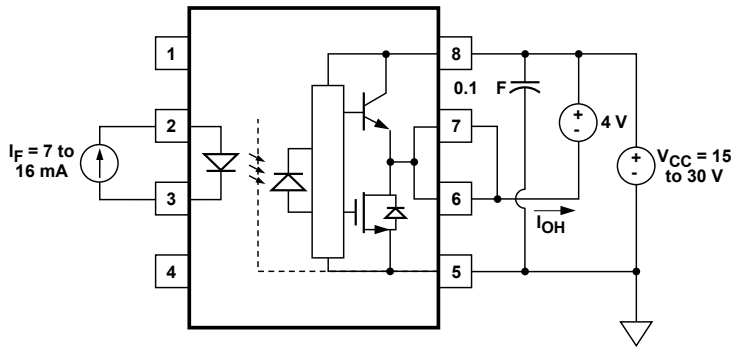 1
8
0.1 F
+
-
4 V
2
7
I_F = 7 to
16 mA
+
-
V_CC = 15
to 30 V
3
6
I_OH
4
5